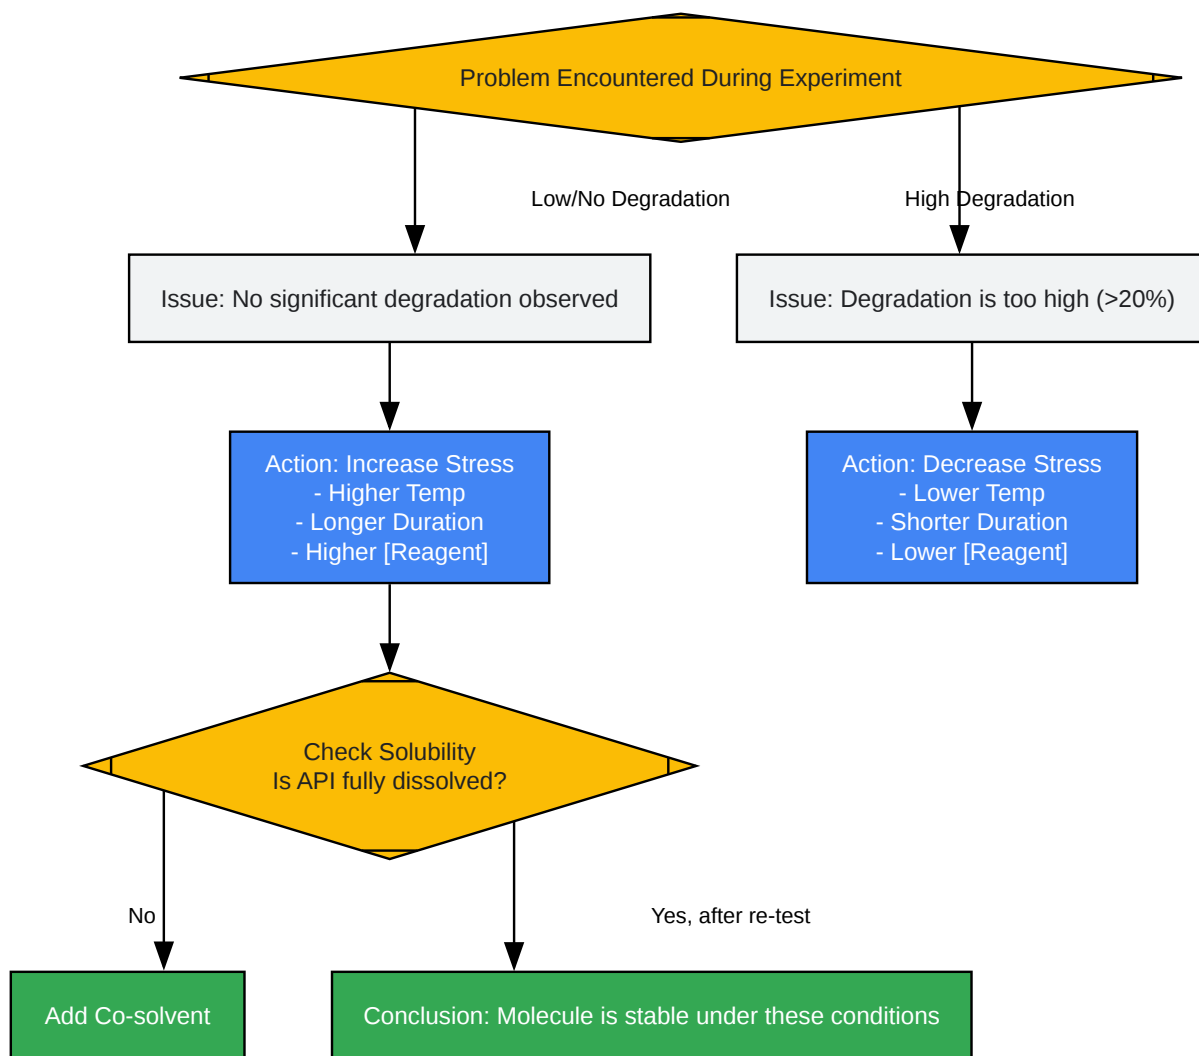 Problem Encountered During Experiment
Low/No Degradation
High Degradation
Issue: No significant degradation observed
Issue: Degradation is too high (>20%)
Action: Increase Stress
- Higher Temp
- Longer Duration
- Higher [Reagent]
Action: Decrease Stress
- Lower Temp
- Shorter Duration
- Lower [Reagent]
Check Solubility
Is API fully dissolved?
No
Yes, after re-test
Add Co-solvent
Conclusion: Molecule is stable under these conditions